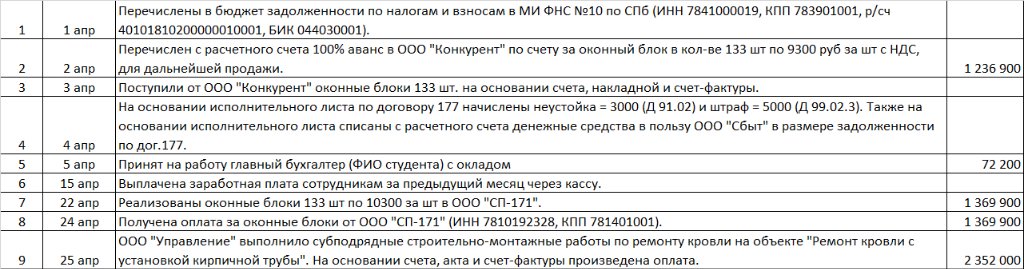 Перечислены в бюджет задолженности по налогам и взносам в МИ ФНС №10 по СПб (ИНН 7841000019, КПП 783901001, р/сч
1 1 апр 40101810200000010001, БИК 044030001).
Перечислен с расчетного счета 100% аванс в ООО "Конкурент" по счету за оконный блок в кол-ве 133 шт по 9300 руб за шт с НДС,
2 2 апр для дальнейшей продажи. 1 236 900
3 3 апр Поступили от ООО "Конкурент" оконные блоки 133 шт. на основании счета, накладной и счет-фактуры.
На основании исполнительного листа по договору 177 начислены неустойка = 3000 (Д 91.02) и штраф = 5000 (Д 99.02.3). Также на
основании исполнительного листа списаны с расчетного счета денежные средства в пользу ООО "Сбыт" в размере задолженности
4 4 апр по дог.177.
5 5 апр Принят на работу главный бухгалтер (ФИО студента) с окладом 72 200
6 15 апр Выплачена заработная плата сотрудникам за предыдущий месяц через кассу.
7 22 апр Реализованы оконные блоки 133 шт по 10300 за шт в ООО "СП-171". 1 369 900
8 24 апр Получена оплата за оконные блоки от ООО "СП-171" (ИНН 7810192328, КПП 781401001). 1 369 900
ООО "Управление" выполнило субподрядные строительно-монтажные работы по ремонту кровли на объекте "Ремонт кровли с
9 25 апр установкой кирпичной трубы". На основании счета, акта и счет-фактуры произведена оплата. 2 352 000